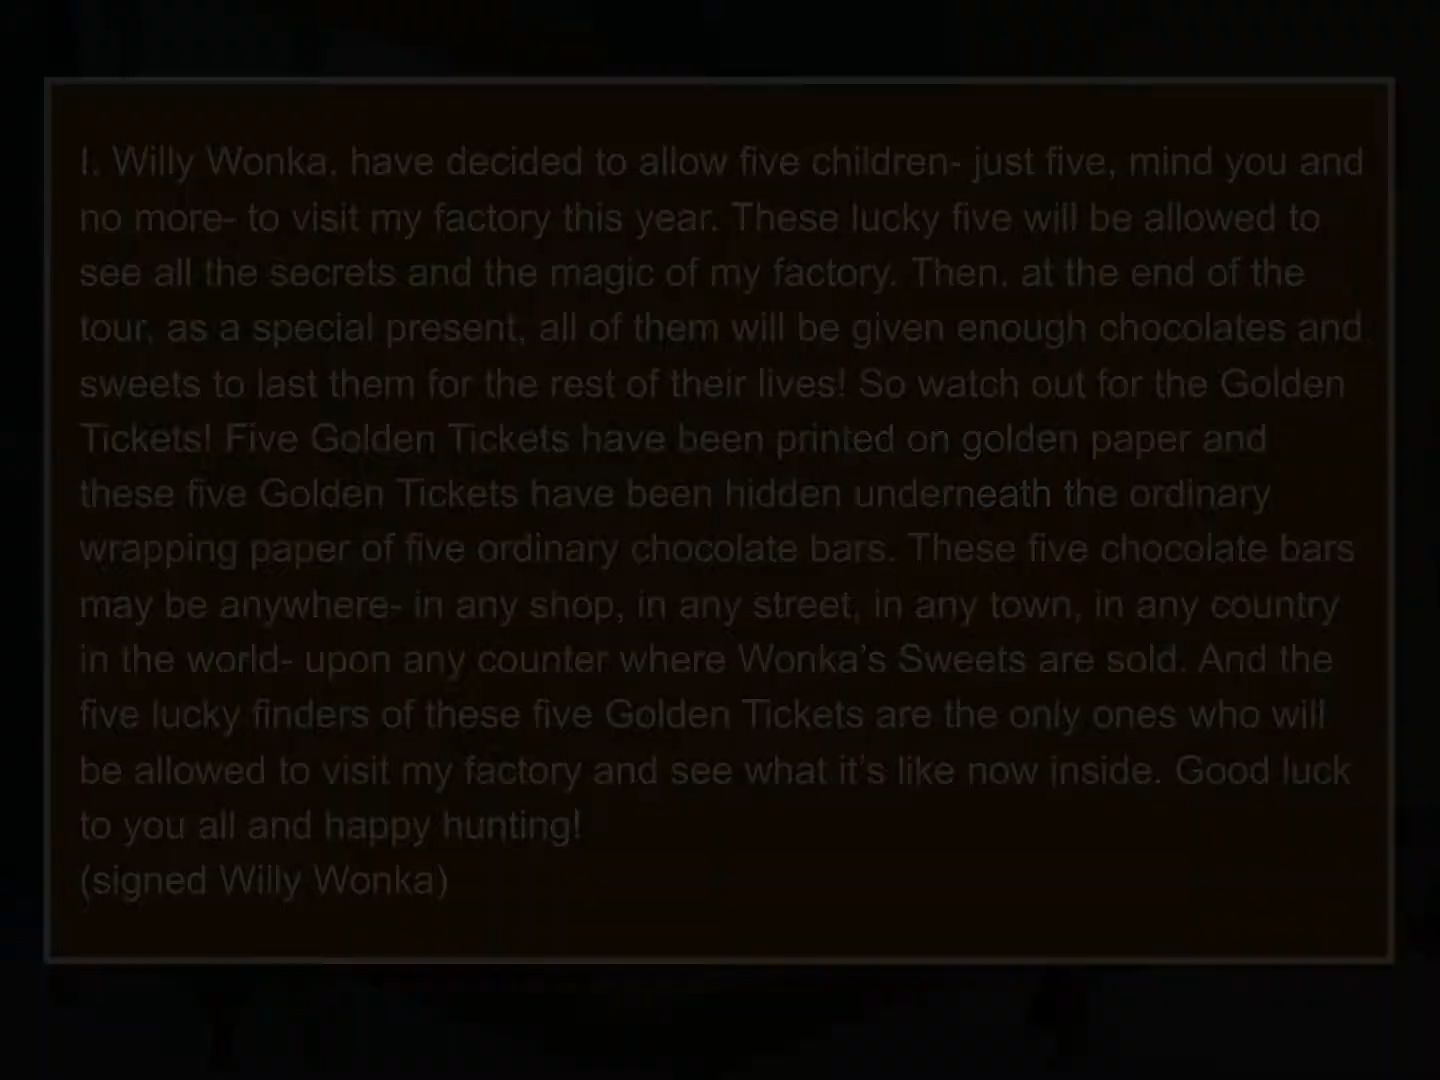 I, Willy Wonka, have decided to allow five children- just five, mind you and
no more- to visit my factory this year. These lucky five will be allowed to
see all the secrets and the magic of my factory. Then, at the end of the
tour, as a special present, all of them will be given enough chocolates and
sweets to last them for the rest of their lives! So watch out for the Golden
Tickets! Five Golden Tickets have been printed on golden paper and
these five Golden Tickets have been hidden underneath the ordinary
wrapping paper of five ordinary chocolate bars. These five chocolate bars
may be anywhere- in any shop, in any street, in any town, in any country
in the world- upon any counter where Wonka's Sweets are sold. And the
five lucky finders of these five Golden Tickets are the only ones who will
be allowed to visit my factory and see what it's like now inside. Good luck
to you all and happy hunting!
(signed Willy Wonka)